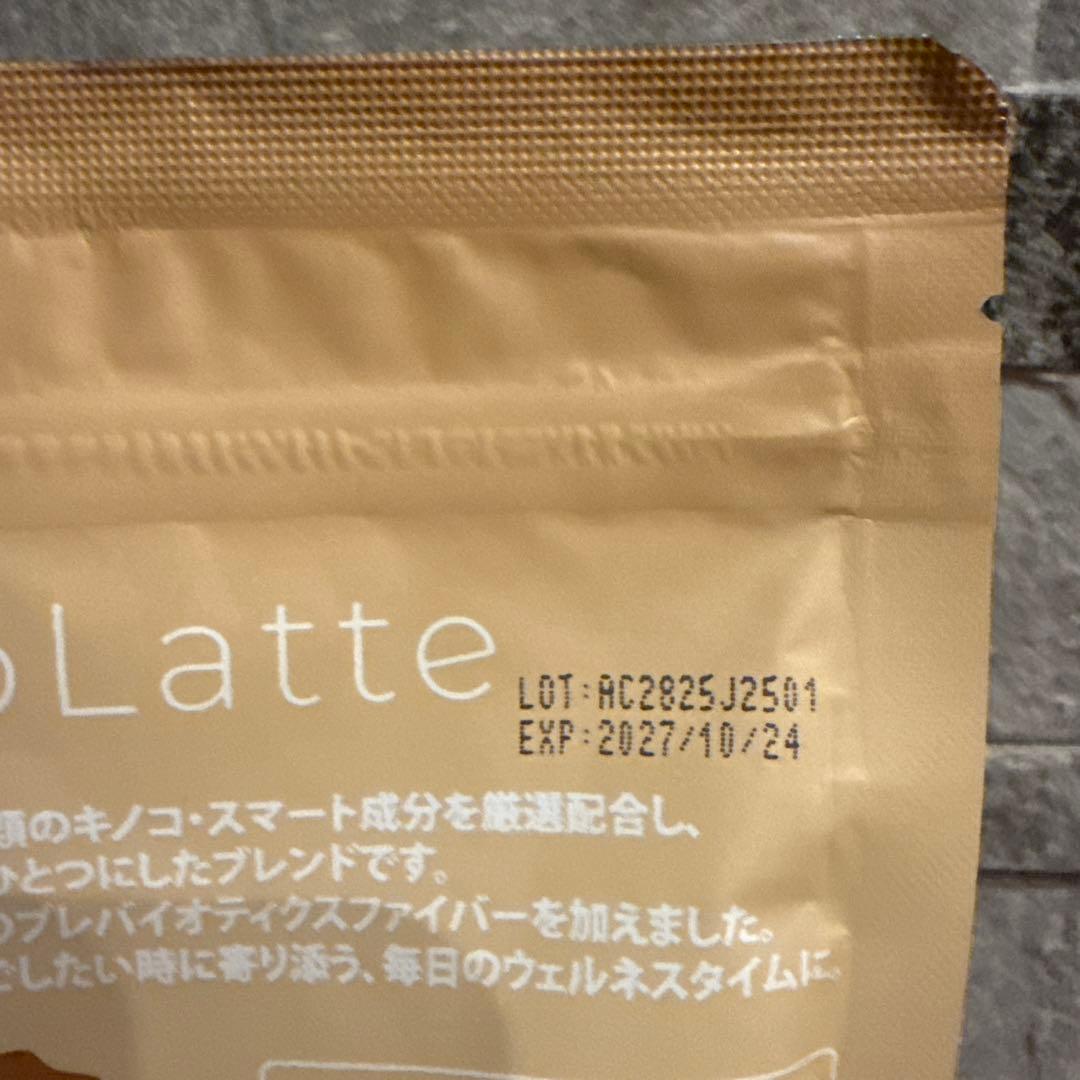 oLatte
LOT:AC2825J2501
EXP:2027/10/24
類のキノコ・スマート成分を厳選配合し、
ひとつにしたブレンドです。
のプレバイオティクスファイバーを加えました。
したい時に寄り添う、毎日のウェルネスタイムに。